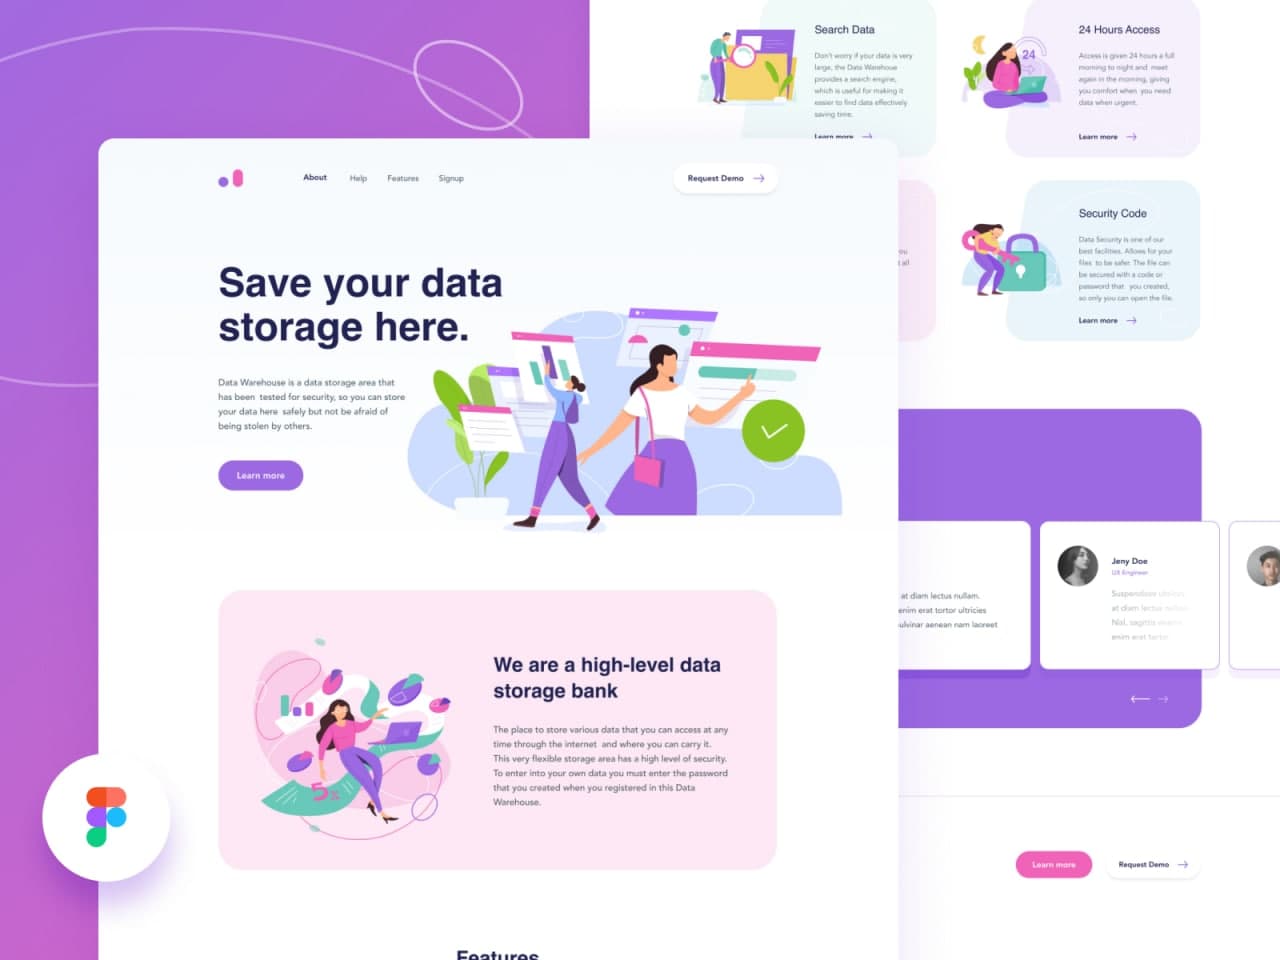 Search Data
Don't worry if your data is very
large, the Data Warehoue
provides a search engine,
which is useful for making it
easier to find data effectively
saving time.
Learn more
24 Hours Access
Access is given 24 hours a full
morning to night and meet
again in the morning, giving
you comfort when you need
data when urgent.
Learn more
24
About
Help
Features
Signup
Request Demo
Save your data
storage here.
Data Warehouse is a data storage area that
has been tested for security, so you can store
your data here safely but not be afraid of
being stolen by others.
Learn more
you
t all
Security Code
Data Security is one of our
best facilities. Allows for your
files to be safer. The file can
be secured with a code or
password that you created,
so only you can open the file.
Learn more
at diam lectus nullam.
enim erat tortor ultricies
ulvinar aenean nam laoreet
Jeny Doe
UX Engineer
Suspendisse ultrices
at diam lectus nullam
Nisl, sagittis viverra
enim erat tortor
We are a high-level data
storage bank
The place to store various data that you can access at any
time through the internet and where you can carry it.
This very flexible storage area has a high level of security.
To enter into your own data you must enter the password
that you created when you registered in this Data
Warehouse.
5x
Learn more
Request Demo
Features